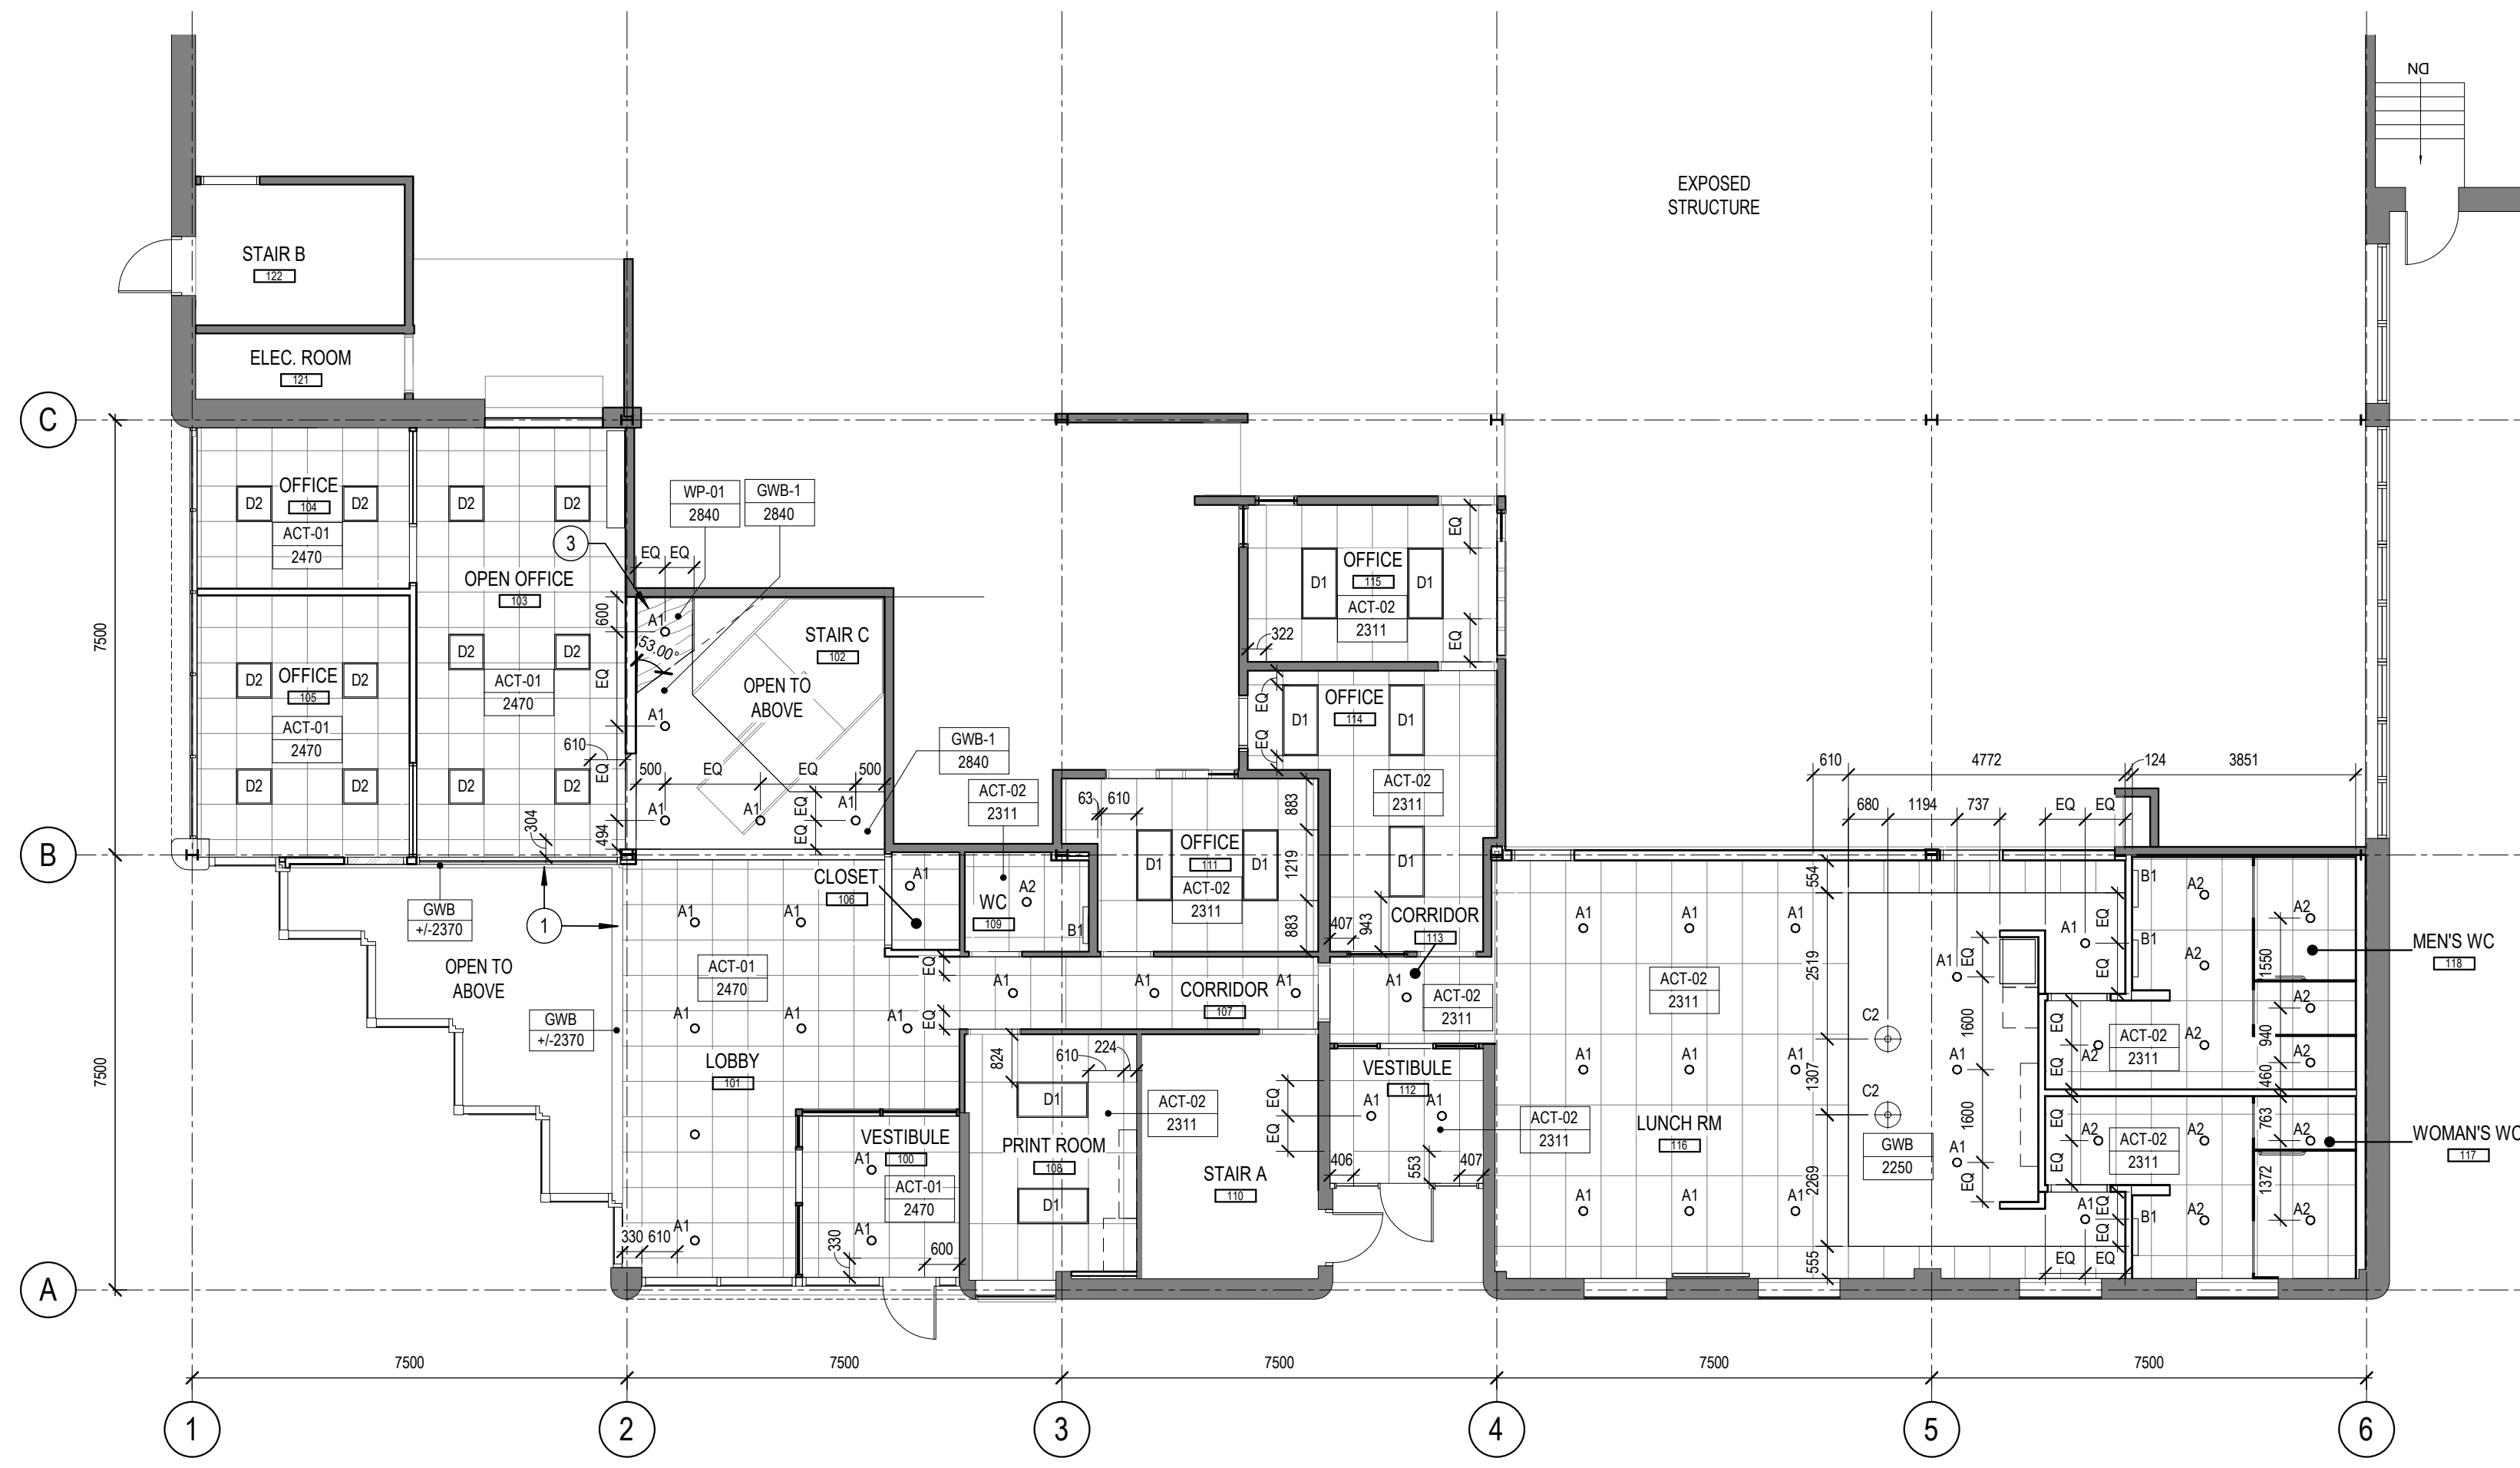 DN
EXPOSED
STRUCTURE
STAIR B
122
ELEC. ROOM
121
C
OFFICE
104
D2
D2
ACT-01
2470
D2
D2
OPEN OFFICE
103
D2
D2
ACT-01
2470
D2
D2
OFFICE
105
D2
D2
ACT-01
2470
D2
D2
7500
WP-01
2840
GWB-1
2840
3
EQ
EQ
600
A1
53.00°
EQ
A1
STAIR C
102
OPEN TO
ABOVE
610
EQ
500
EQ
EQ
500
A1
A1
A1
EQ
EQ
494
304
GWB-1
2840
ACT-02
2311
OFFICE
115
D1
D1
ACT-02
2311
EQ
EQ
322
OFFICE
114
D1
D1
EQ
EQ
ACT-02
2311
D1
407
943
63
610
883
OFFICE
111
D1
D1
ACT-02
2311
1219
883
B
CLOSET
106
A1
WC
109
A2
B1
CORRIDOR
113
A1
ACT-02
2311
GWB
+/-2370
1
OPEN TO
ABOVE
GWB
+/-2370
A1
A1
ACT-01
2470
A1
A1
A1
LOBBY
101
EQ
EQ
A1
A1
A1
CORRIDOR
107
A1
330
610
VESTIBULE
100
A1
ACT-01
2470
A1
330
600
824
610
224
D1
ACT-02
2311
PRINT ROOM
108
D1
STAIR A
110
EQ
EQ
VESTIBULE
112
A1
A1
ACT-02
2311
406
553
407
610
4772
124
3851
680
1194
737
EQ
EQ
554
2519
1307
2269
555
A1
A1
A1
ACT-02
2311
A1
A1
A1
LUNCH RM
116
A1
A1
A1
C2
C2
GWB
2250
A1
A1
A1
EQ
1600
1600
EQ
A1
EQ
EQ
B1
B1
A2
A2
A2
A2
1550
MEN'S WC
118
EQ
EQ
A2
ACT-02
2311
A2
A2
940
460
EQ
EQ
A2
ACT-02
2311
A2
763
A2
WOMAN'S WC
117
1372
A1
EQ
EQ
B1
A2
A2
EQ
EQ
7500
A
7500
7500
7500
7500
7500
1
2
3
4
5
6